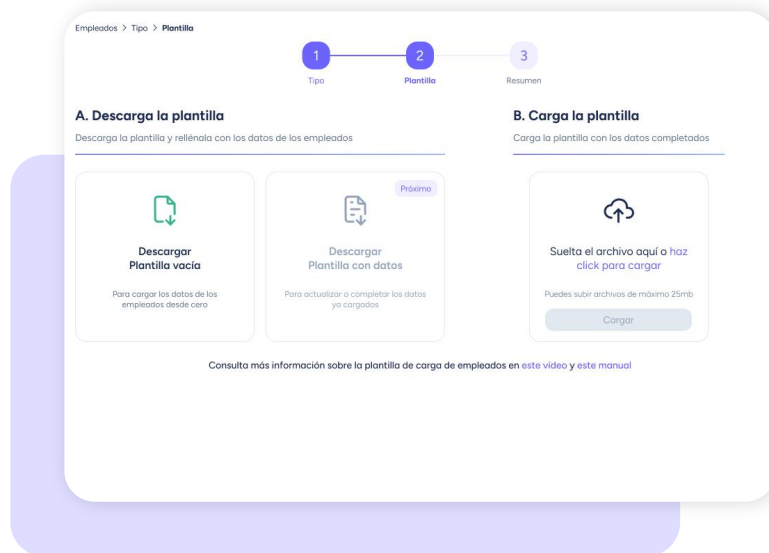 Empleados > Tipo > Plantilla
1
2
3
Tipo
Plantilla
Resumen
A. Descarga la plantilla
Descarga la plantilla y rellénala con los datos de los empleados
Próximo
Descargar
Plantilla vacía
Para cargar los datos de los
empleados desde cero
Descargar
Plantilla con datos
Para actualizar o completar los datos
ya cargados
B. Carga la plantilla
Carga la plantilla con los datos completados
Suelta el archivo aquí o haz
click para cargar
Puedes subir archivos de máximo 25mb
Cargar
Consulta más información sobre la plantilla de carga de empleados en este vídeo y este manual